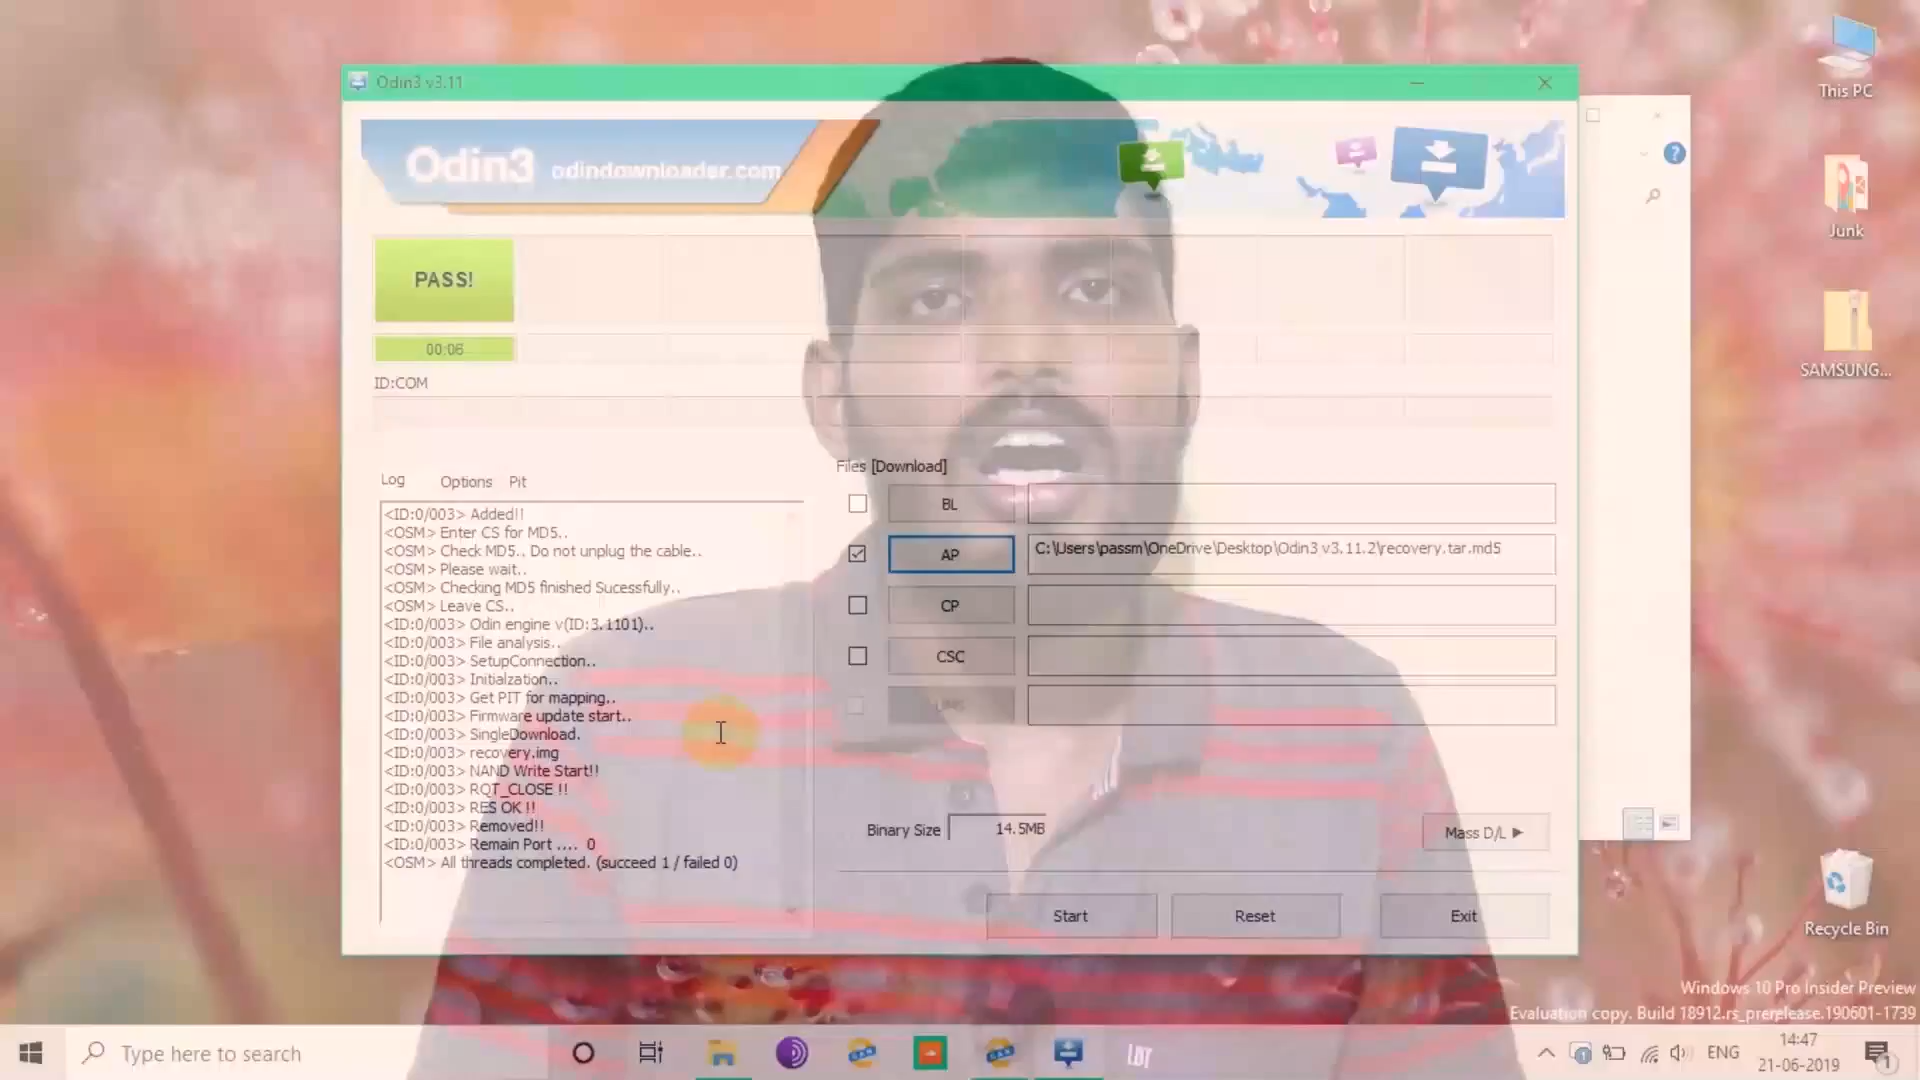 Odin3 v3.11
Odin3 odindownloader.com
PASS!
00:06
ID:COM
Log Options Pit
<ID:0/003> Added!!
<OSM> Enter CS for MD5..
<OSM> Check MD5.. Do not unplug the cable..
<OSM> Please wait..
<OSM> Checking MD5 finished Sucessfully..
<OSM> Leave CS..
<ID:0/003> Odin engine v(ID:3.1101)..
<ID:0/003> File analysis..
<ID:0/003> SetupConnection..
<ID:0/003> Initialzation..
<ID:0/003> Get PIT for mapping..
<ID:0/003> Firmware update start..
<ID:0/003> SingleDownload.
<ID:0/003> recovery.img
<ID:0/003> NAND Write Start!!
<ID:0/003> RQT_CLOSE !!
<ID:0/003> RES OK !!
<ID:0/003> Removed!!
<ID:0/003> Remain Port .... 0
<OSM> All threads completed. (succeed 1 / failed 0)
Files [Download]
BL
AP C:\Users\passm\OneDrive\Desktop\Odin3 v3.11.2\recovery.tar.md5
CP
CSC
Binary Size 14.5MB
Mass D/L ▶
Start Reset Exit
This PC
Junk
SAMSUNG...
Recycle Bin
Windows 10 Pro Insider Preview
Evaluation copy. Build 18912.rs_prerelease.190601-1739
Type here to search
ENG
14:47
21-06-2019
1